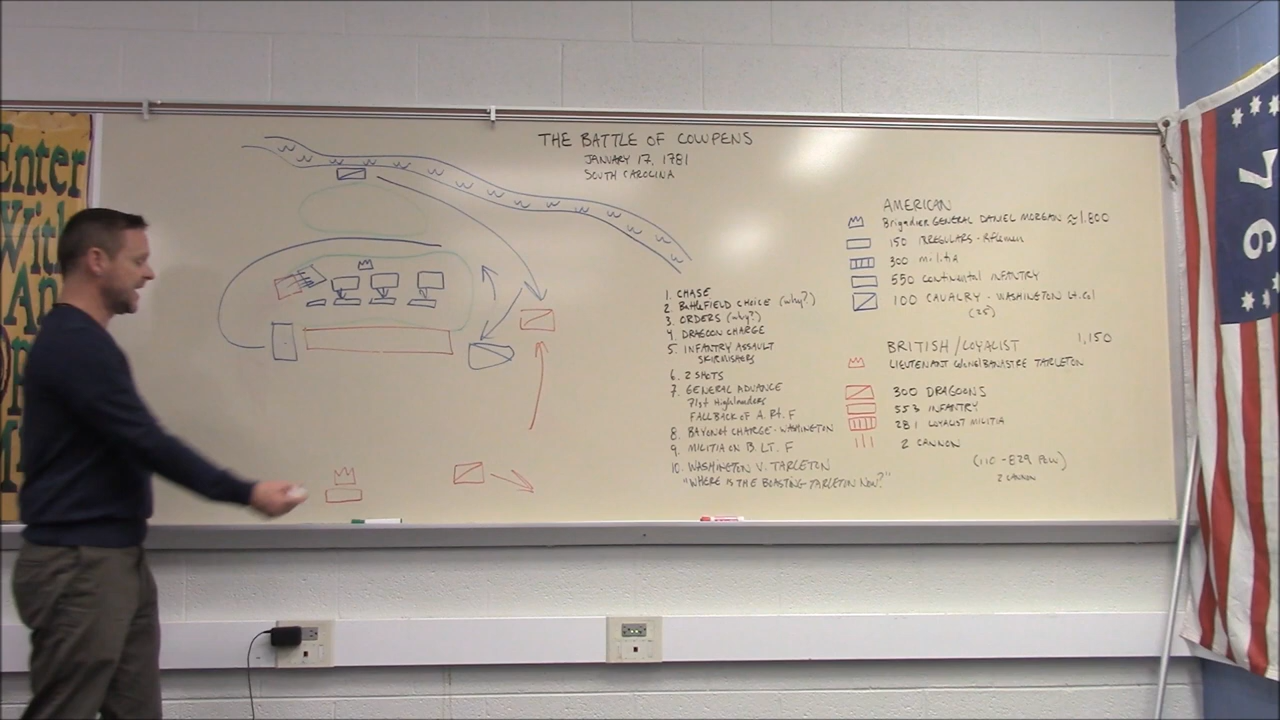 Enter
With
An
THE BATTLE OF COWPENS
JANUARY 17, 1781
SOUTH CAROLINA
1. CHASE
2. BattleFIELD CHOICE (why?)
3. ORDERS (why?)
4. DRAGOON CHARGE
5. INFANTRY ASSAULT
SKIRMISHERS
6. 2 SHOTS
7. GENERAL ADVANCE
71st Highlanders
FALLBACK OF A. Rt. F
8. BAYONET CHARGE - WASHINGTON
9. MILITIA ON B. LT. F
10. WASHINGTON V. TARLETON
"WHERE IS THE BOASTING TARLETON NOW?"
AMERICAN
Brigadier GENERAL DANIEL MORGAN ≈ 1,800
150 IRREGULARS - Riflemen
300 militia
550 Continental INFANTRY
100 CAVALRY - WASHINGTON Lt. Col
(25)
BRITISH / LOYALIST 1,150
LIEUTENANT COLONEL BANASTRE TARLETON
300 DRAGOONS
553 INFANTRY
281 LOYALIST MILITIA
2 CANNON
(110 - 829 POW)
2 CANNON
76